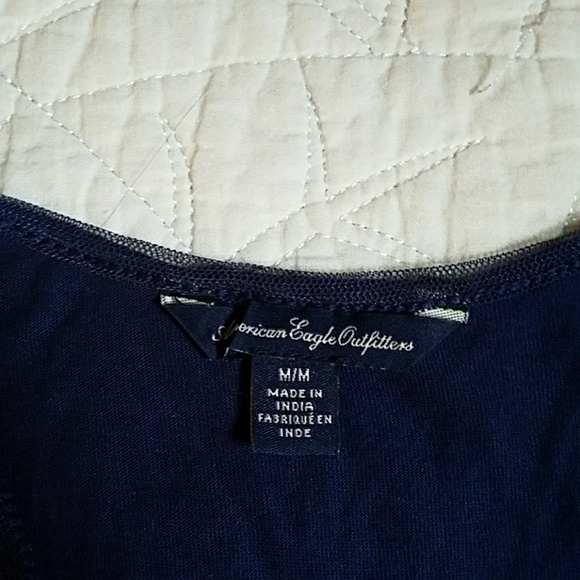 American Eagle Outfitters
M/M
MADE IN
INDIA
FABRIQUÉ EN
INDE